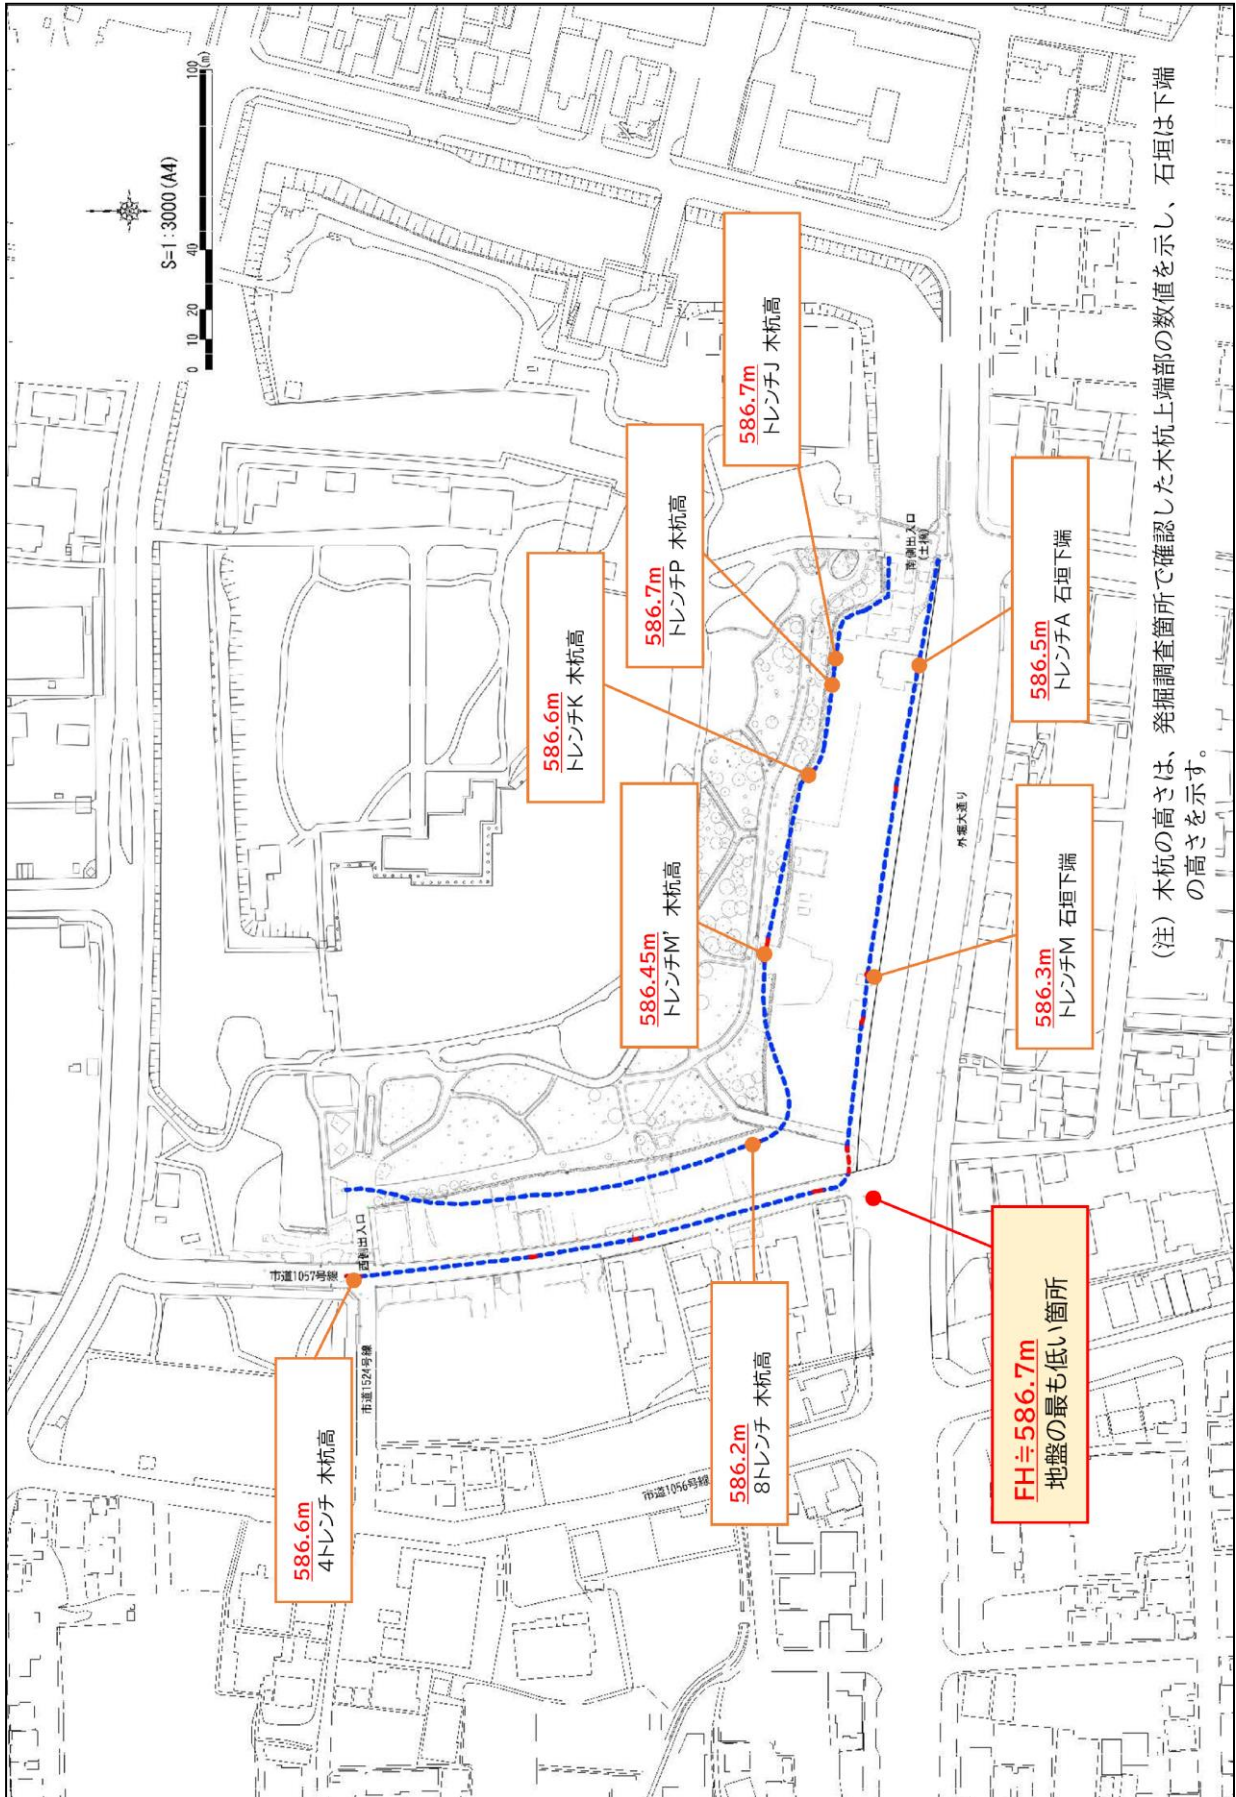 S=1:3000(A4)
0 10 20 40 100(m)
586.6m
4トレンチ 木杭高
市道1057号線
西側出入口
市道1524号線
市道1056号線
586.2m
8トレンチ 木杭高
586.45m
トレンチM' 木杭高
586.6m
トレンチK 木杭高
586.7m
トレンチP 木杭高
586.7m
トレンチJ 木杭高
南側出入口
(土橋)
586.5m
トレンチA 石垣下端
586.3m
トレンチM 石垣下端
外堀大通り
FH≒586.7m
地盤の最も低い箇所
(注) 木杭の高さは、発掘調査箇所で確認した木杭上端部の数値を示し、石垣は下端
の高さを示す。